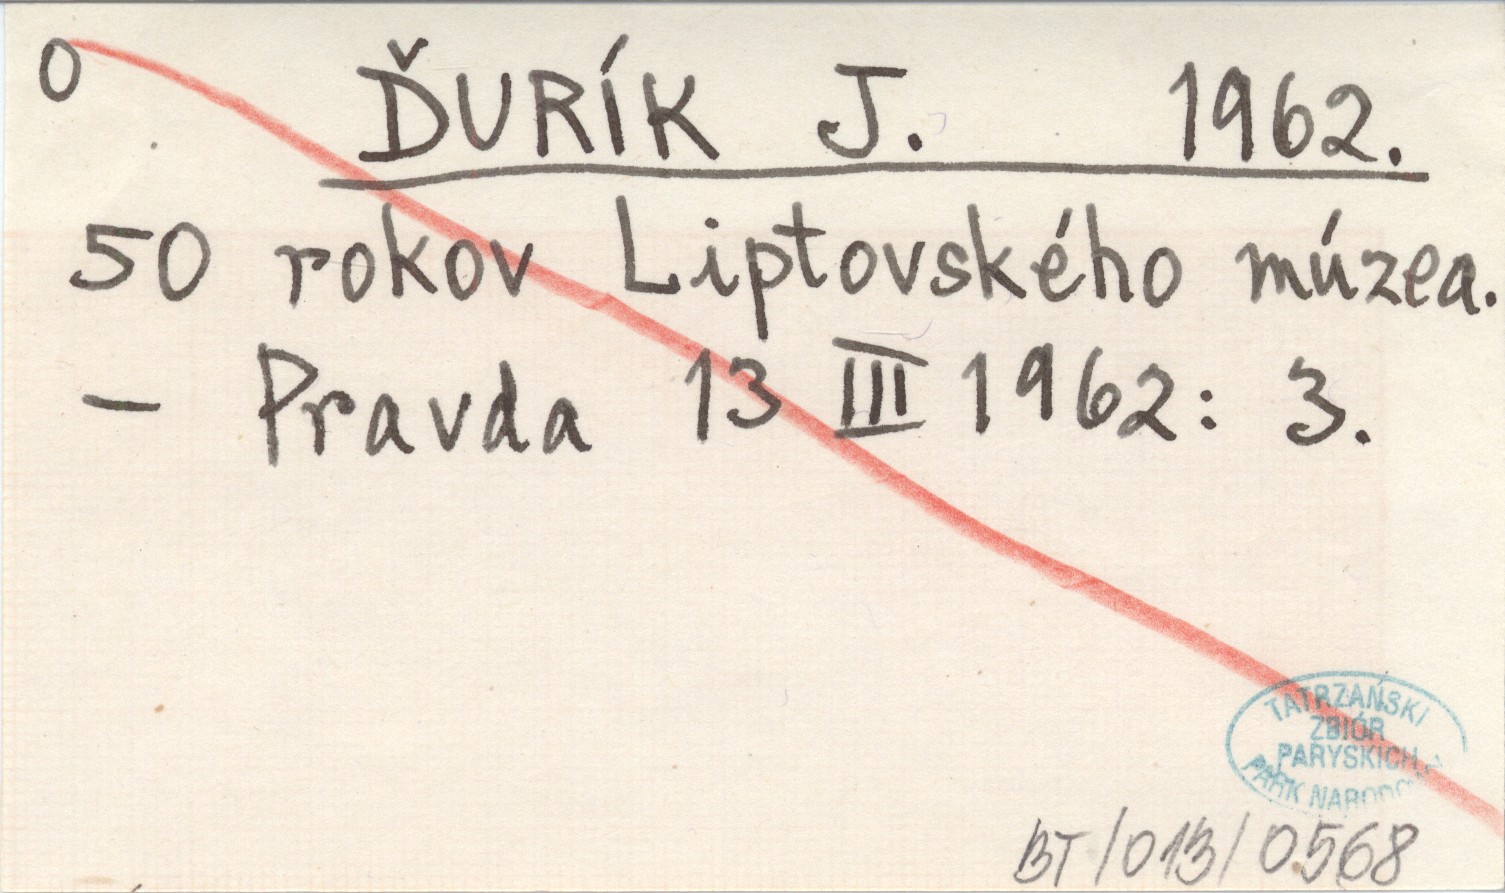 0 ĎURÍK J. 1962.
50 rokov Liptovského múzea.
— Pravda 13 III 1962: 3.
TATRZAŃSKI
ZBIÓR
PARYSKICH
PARK NARODOWY
BT/013/0568